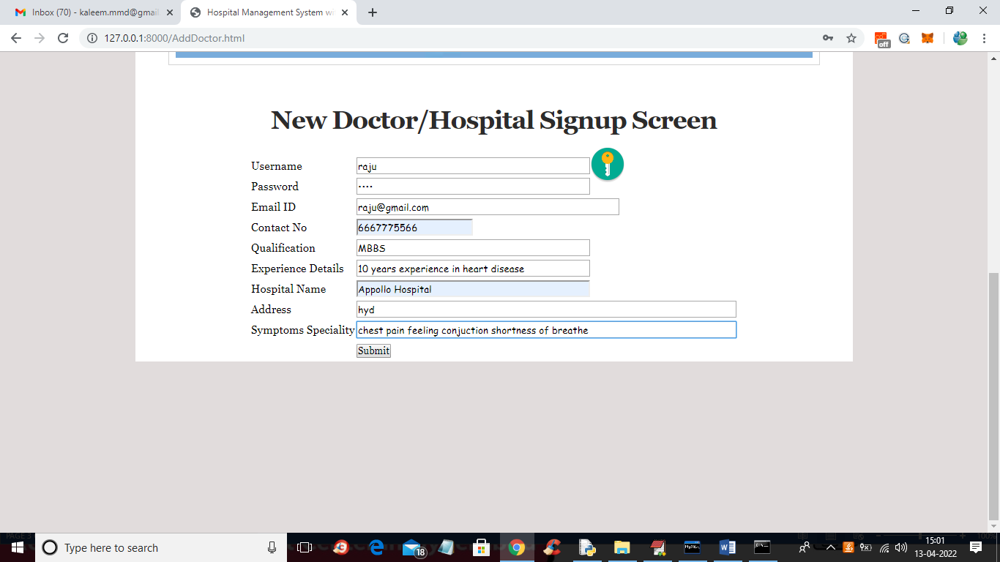 Inbox (70) - kaleem.mmd@gmai
Hospital Management System wi
127.0.0.1:8000/AddDoctor.html
off
New Doctor/Hospital Signup Screen
Username raju
Password ····
Email ID raju@gmail.com
Contact No 6667775566
Qualification MBBS
Experience Details 10 years experience in heart disease
Hospital Name Appollo Hospital
Address hyd
Symptoms Speciality chest pain feeling conjuction shortness of breathe
Submit
Type here to search
18
MySQL
100%
15:01
13-04-2022